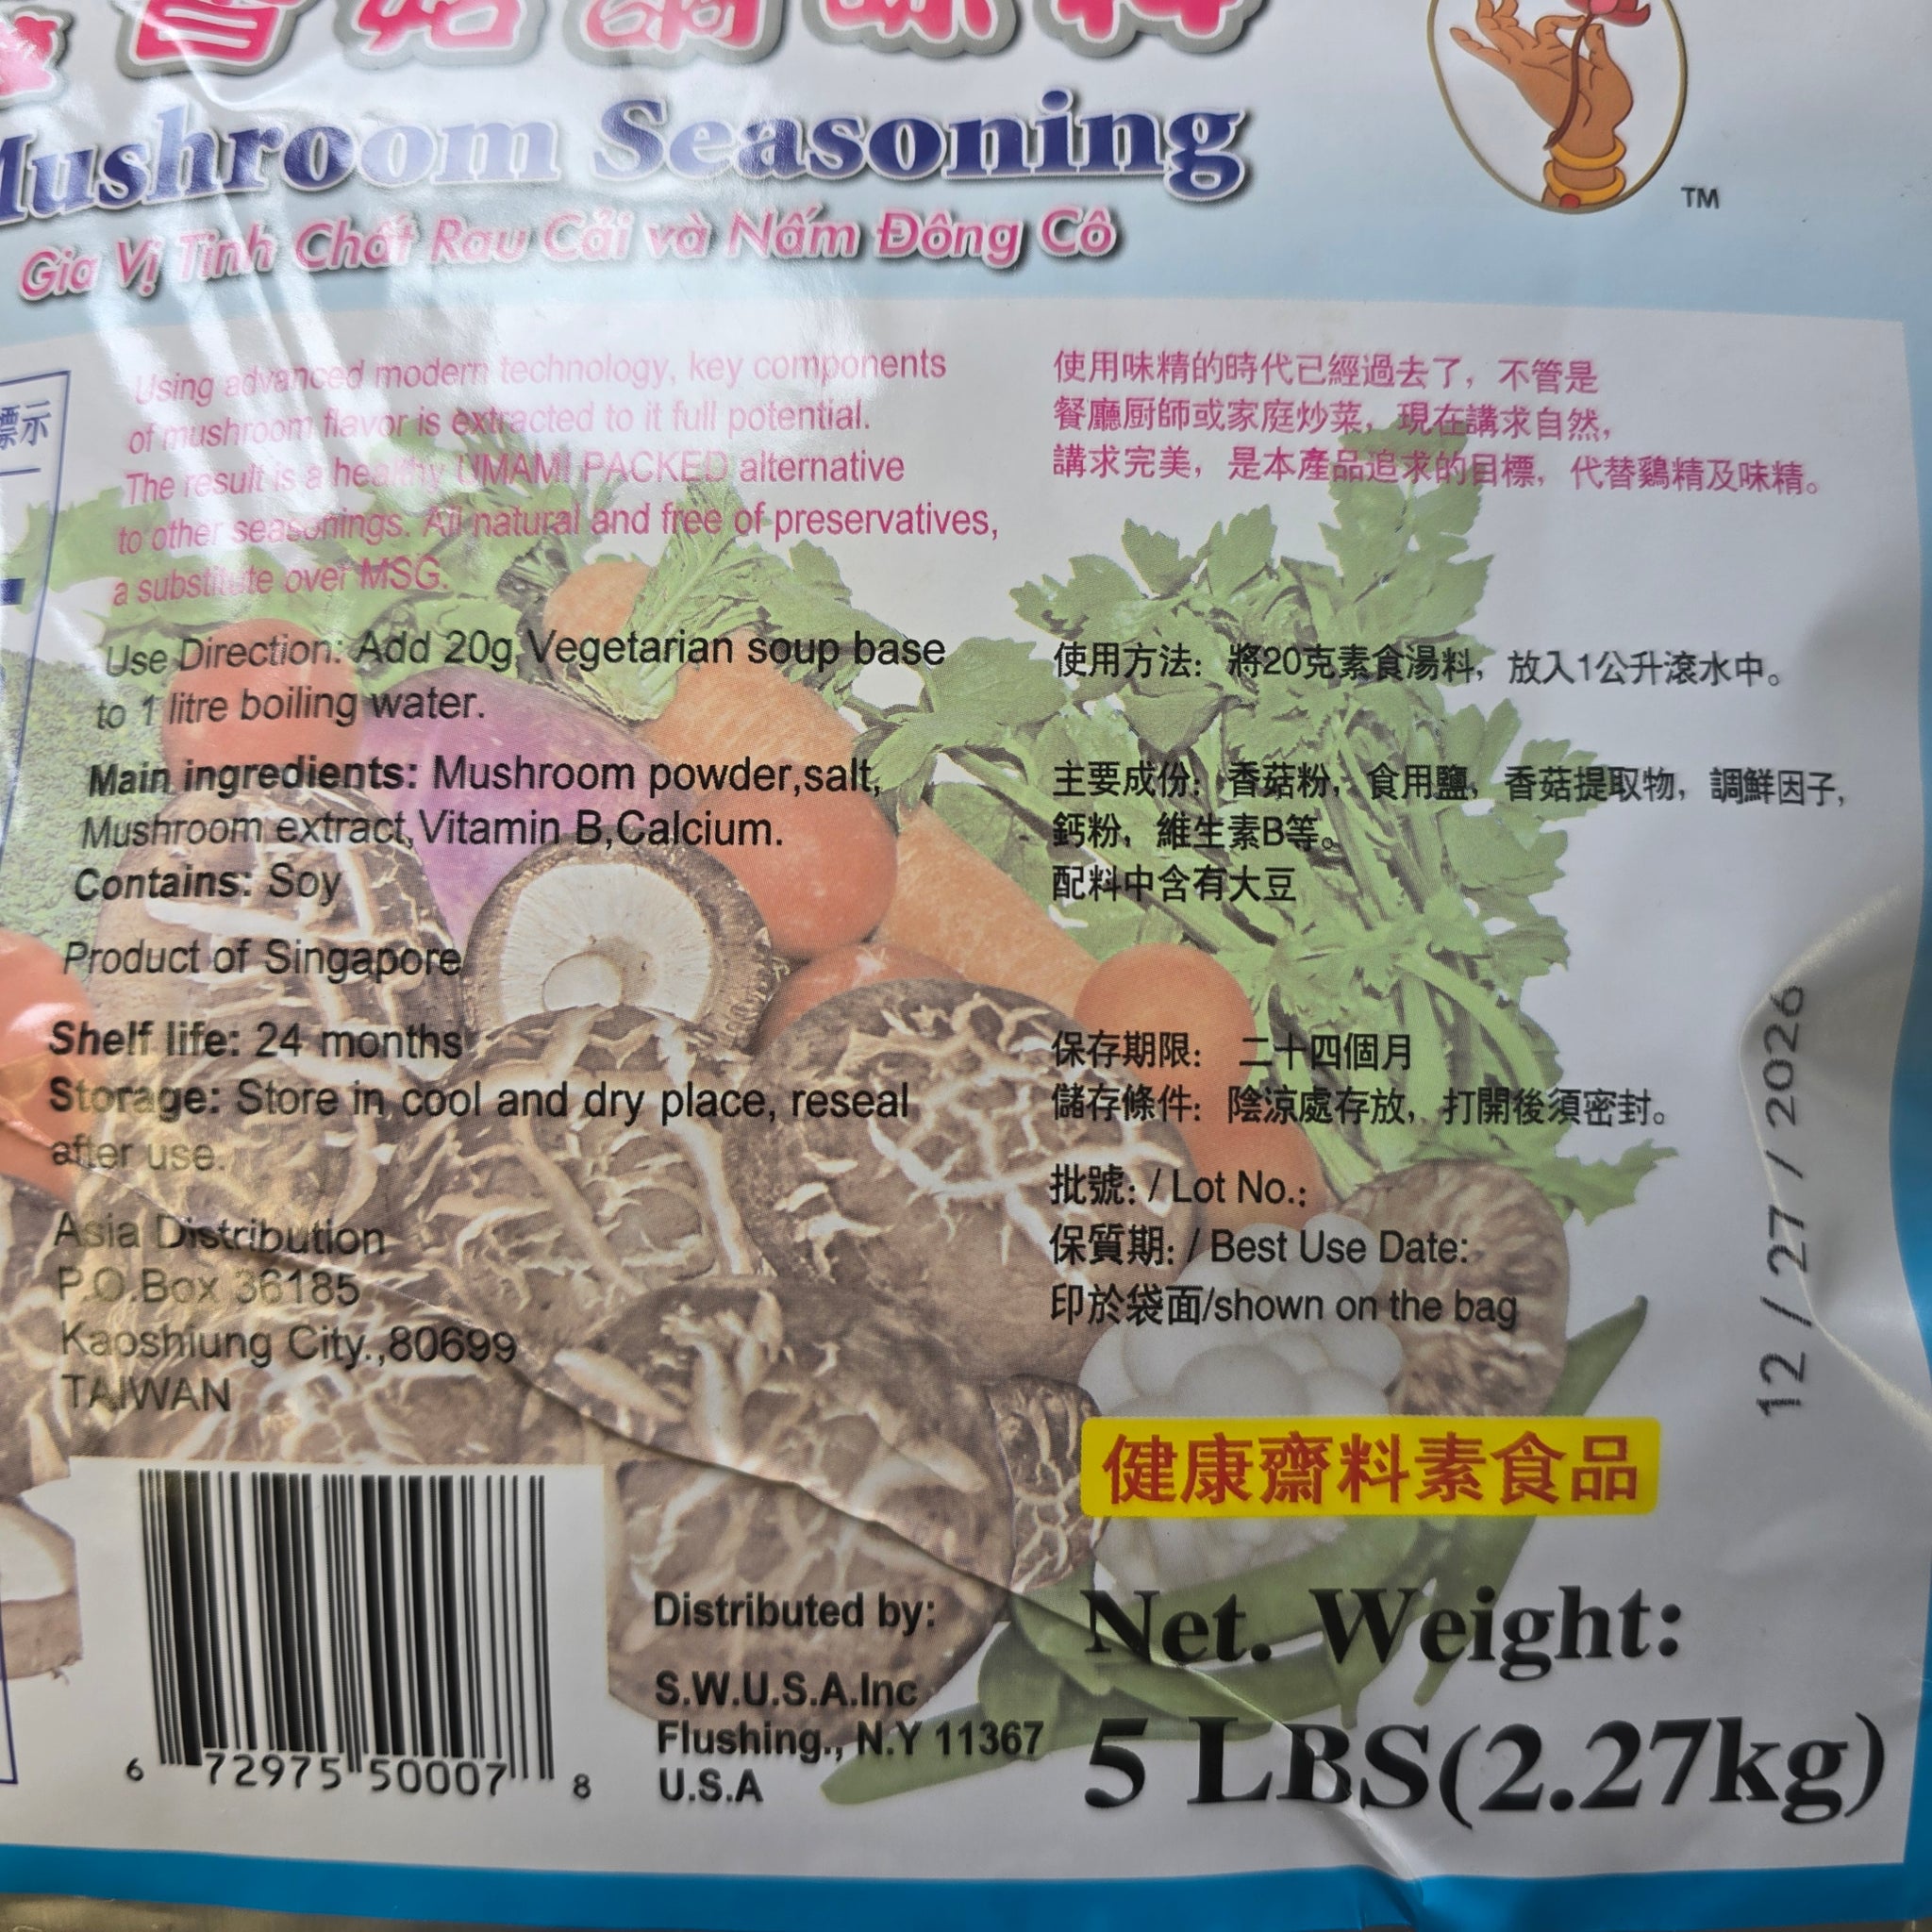 香菇調味料
Mushroom Seasoning
Gia Vị Tinh Chất Rau Cải và Nấm Đông Cô
TM
標示
Using advanced modern technology, key components
of mushroom flavor is extracted to it full potential.
The result is a healthy UMAMI PACKED alternative
to other seasonings. All natural and free of preservatives,
a substitute over MSG.
使用味精的時代已經過去了，不管是
餐廳厨師或家庭炒菜，現在講求自然，
講求完美，是本產品追求的目標，代替鷄精及味精。
Use Direction: Add 20g Vegetarian soup base
to 1 litre boiling water.
使用方法：將20克素食湯料，放入1公升滾水中。
Main ingredients: Mushroom powder,salt,
Mushroom extract,Vitamin B,Calcium.
Contains: Soy
主要成份：香菇粉，食用鹽，香菇提取物，調鮮因子，
鈣粉，維生素B等。
配料中含有大豆
Product of Singapore
Shelf life: 24 months
Storage: Store in cool and dry place, reseal
after use.
保存期限：二十四個月
儲存條件：陰涼處存放，打開後須密封。
Asia Distribution
P.O.Box 36185
Kaoshiung City.,80699
TAIWAN
批號: / Lot No.:
保質期: / Best Use Date:
印於袋面/shown on the bag
12 / 27 / 2026
健康齋料素食品
6 72975 50007 8
Distributed by:
S.W.U.S.A.Inc
Flushing., N.Y 11367
U.S.A
Net. Weight:
5 LBS(2.27kg)